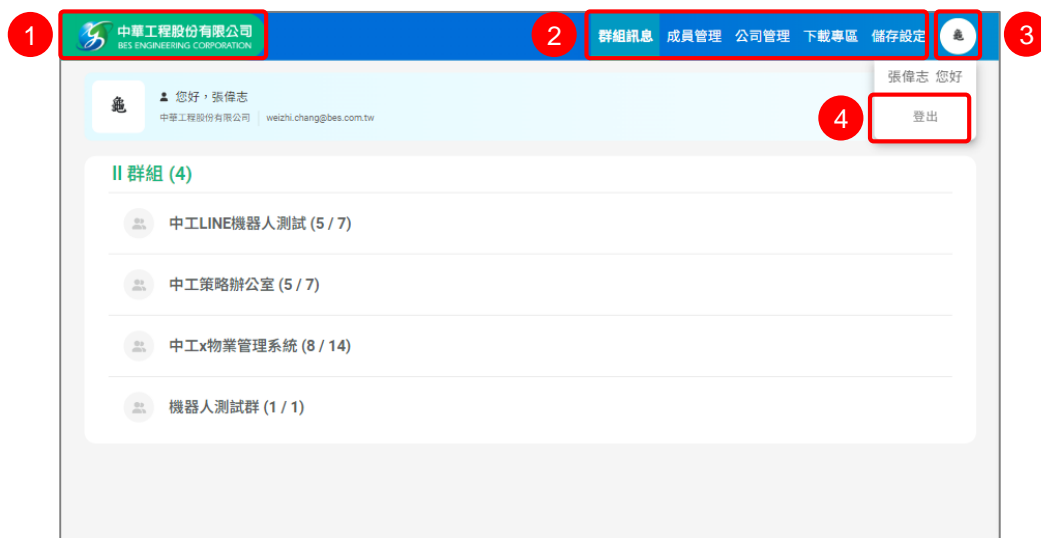 1
中華工程股份有限公司
BES ENGINEERING CORPORATION
2
群組訊息 成員管理 公司管理 下載專區 儲存設定
龜
3
張偉志 您好
4
登出
龜
您好，張偉志
中華工程股份有限公司 weizhi.chang@bes.com.tw
群組 (4)
中工LINE機器人測試 (5 / 7)
中工策略辦公室 (5 / 7)
中工x物業管理系統 (8 / 14)
機器人測試群 (1 / 1)